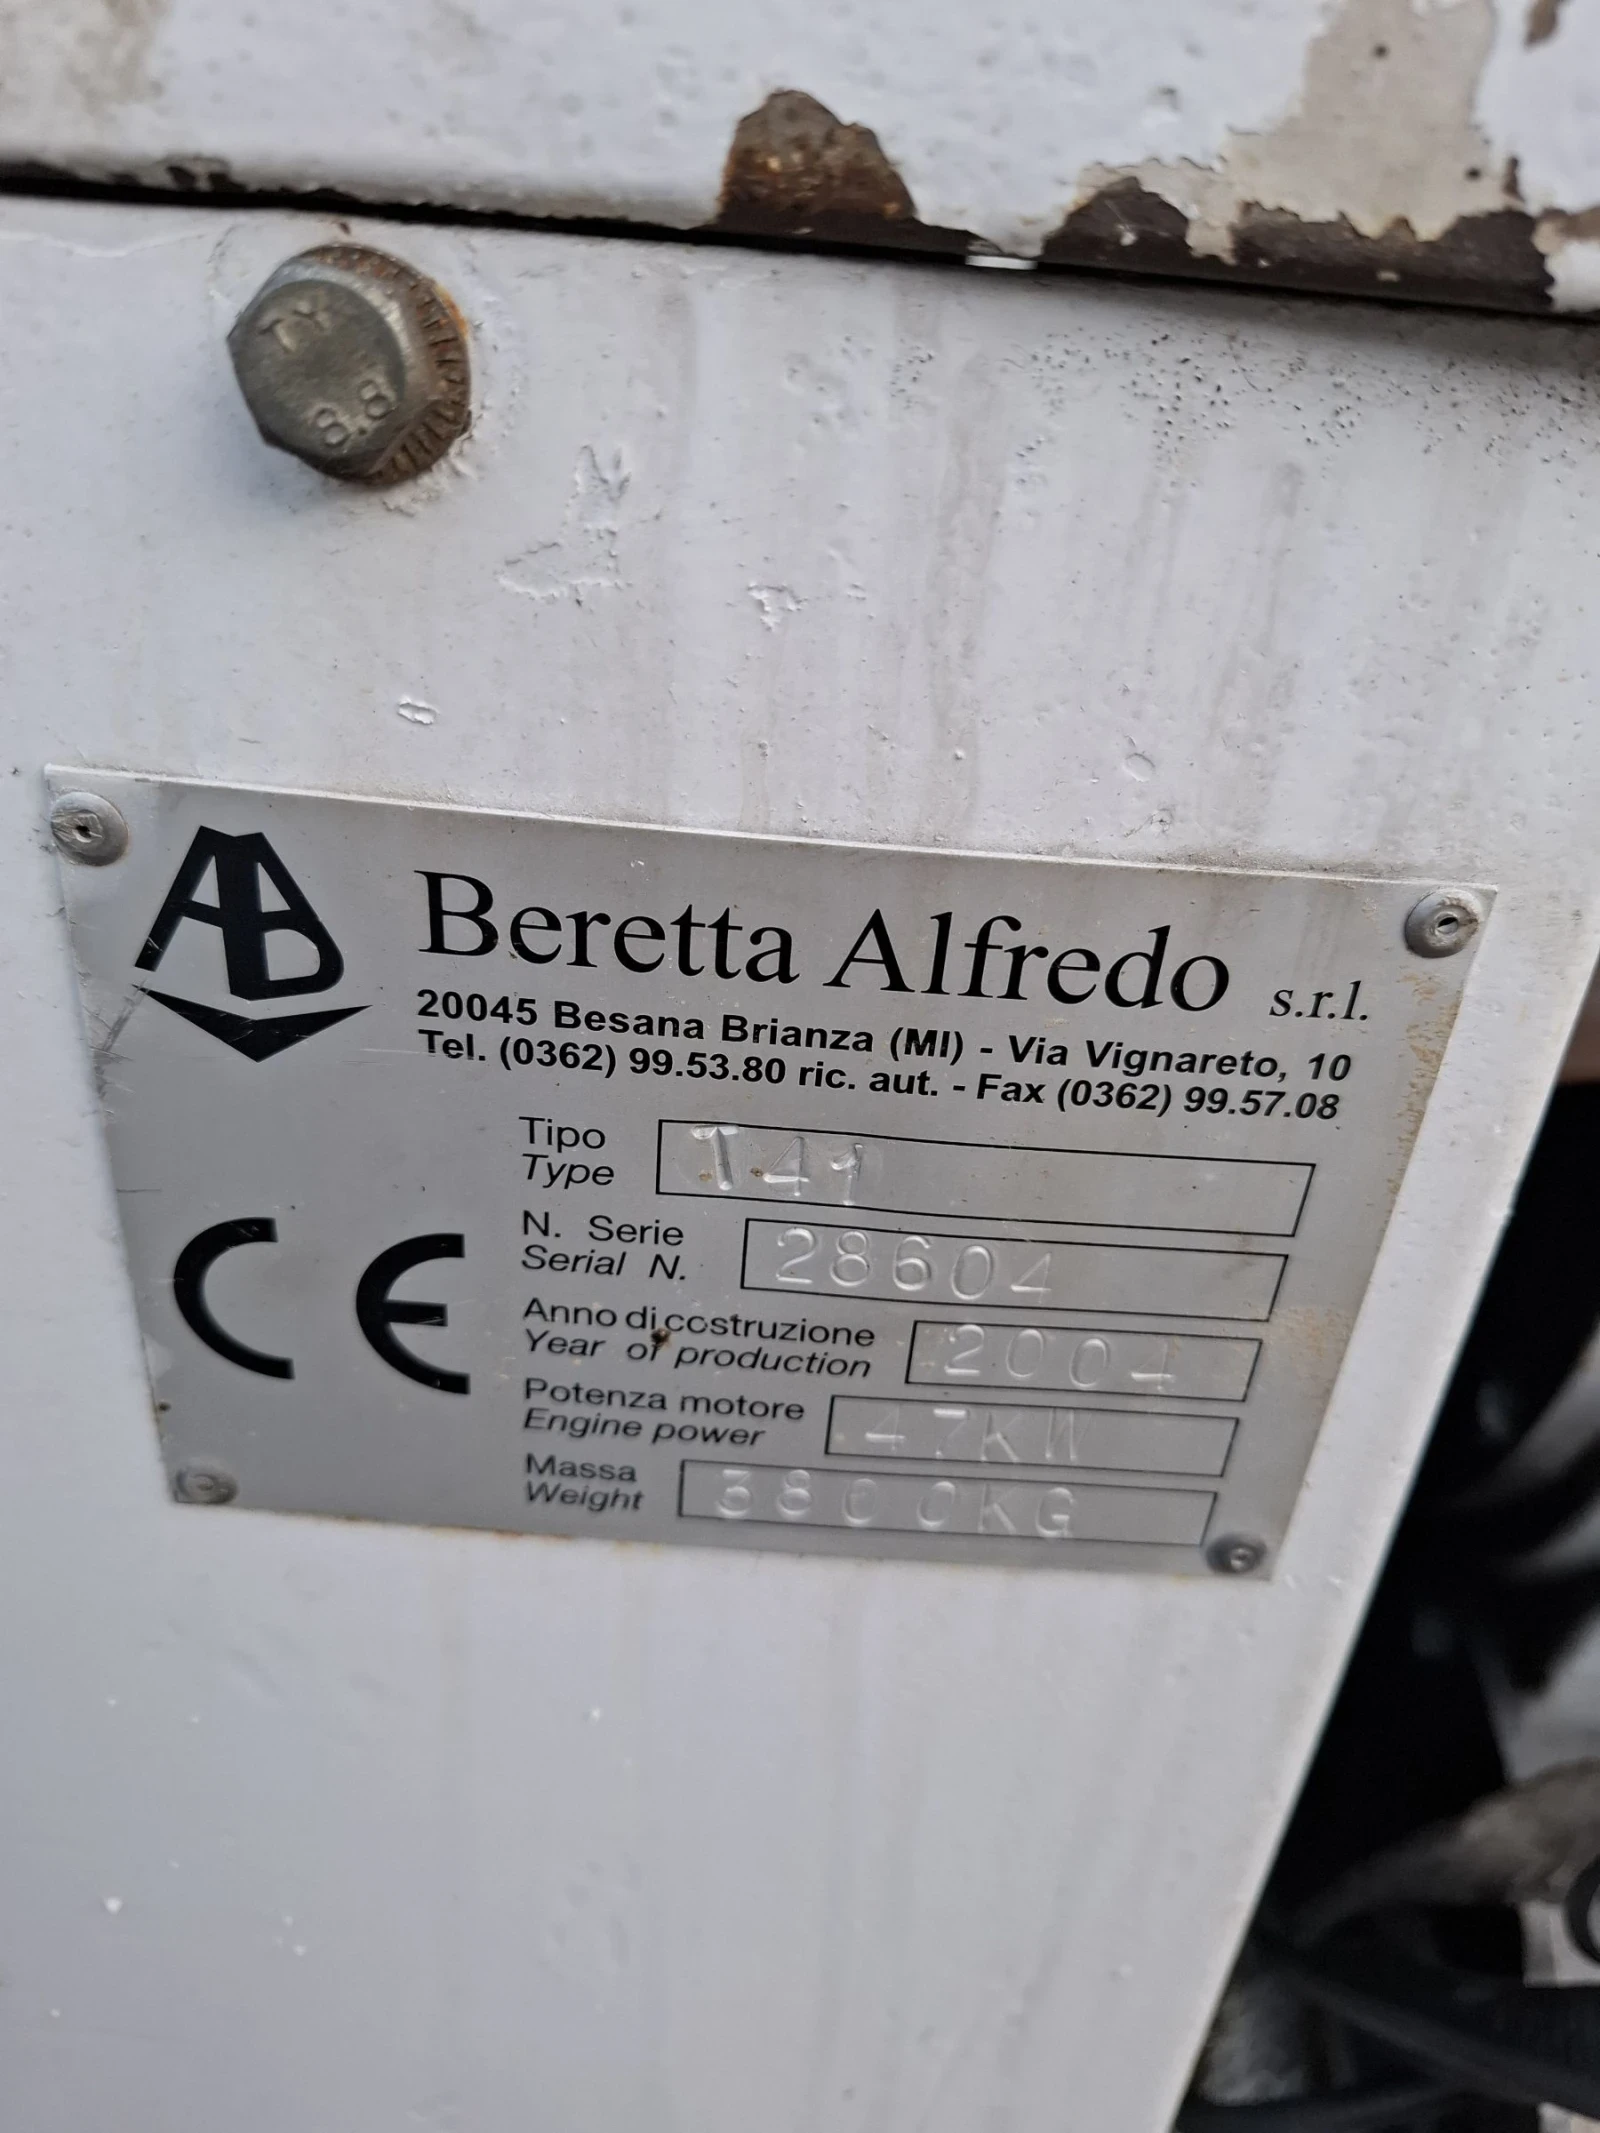 TY
8.8
AB
Beretta Alfredo s.r.l.
20045 Besana Brianza (MI) - Via Vignareto, 10
Tel. (0362) 99.53.80 ric. aut. - Fax (0362) 99.57.08
Tipo
Type
T41
N. Serie
Serial N.
28604
Anno di costruzione
Year of production
2004
Potenza motore
Engine power
47KW
Massa
Weight
3800KG
CE